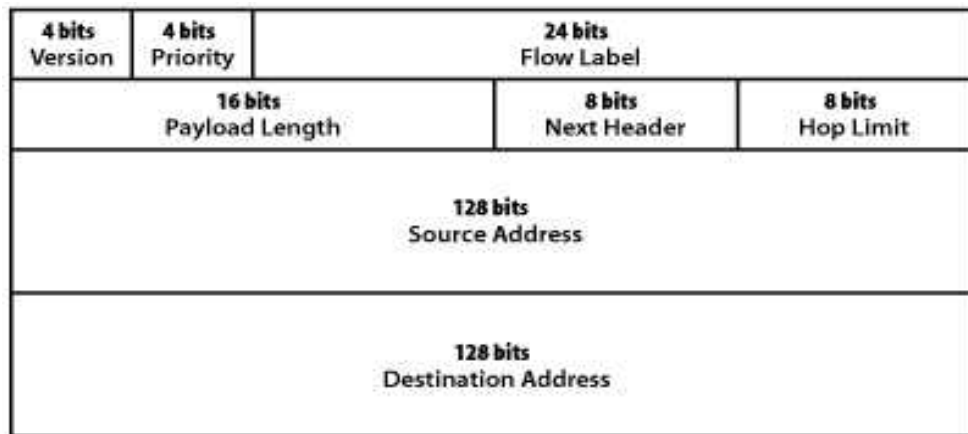 4 bits
Version
4 bits
Priority
24 bits
Flow Label
16 bits
Payload Length
8 bits
Next Header
8 bits
Hop Limit
128 bits
Source Address
128 bits
Destination Address